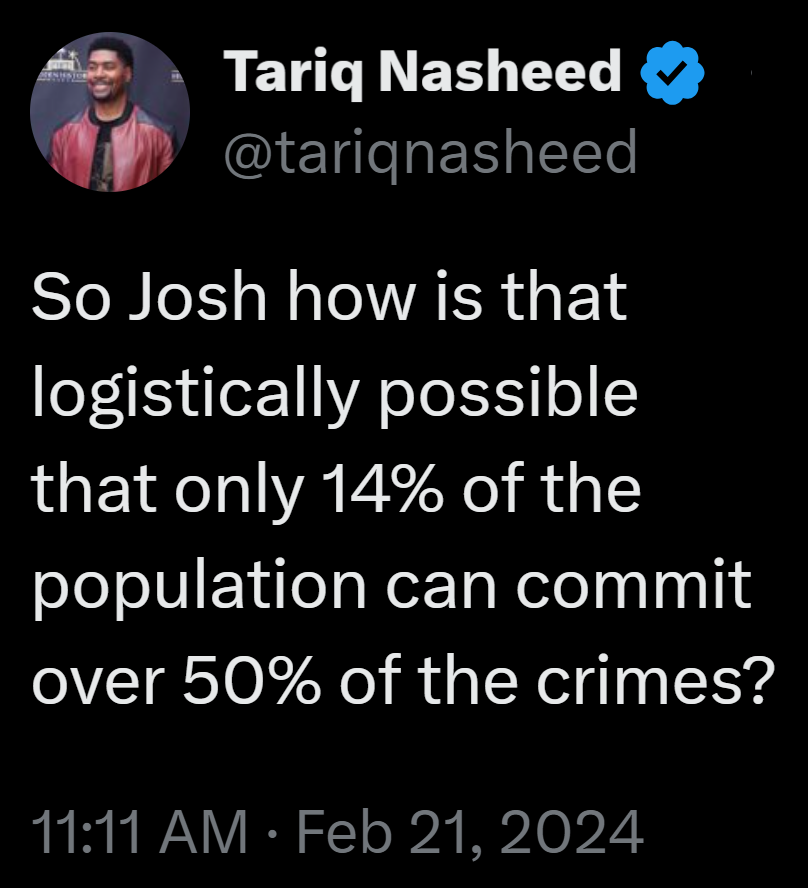 Tariq Nasheed
@tariqnasheed
So Josh how is that
logistically possible
that only 14% of the
population can commit
over 50% of the crimes?
11:11 AM · Feb 21, 2024